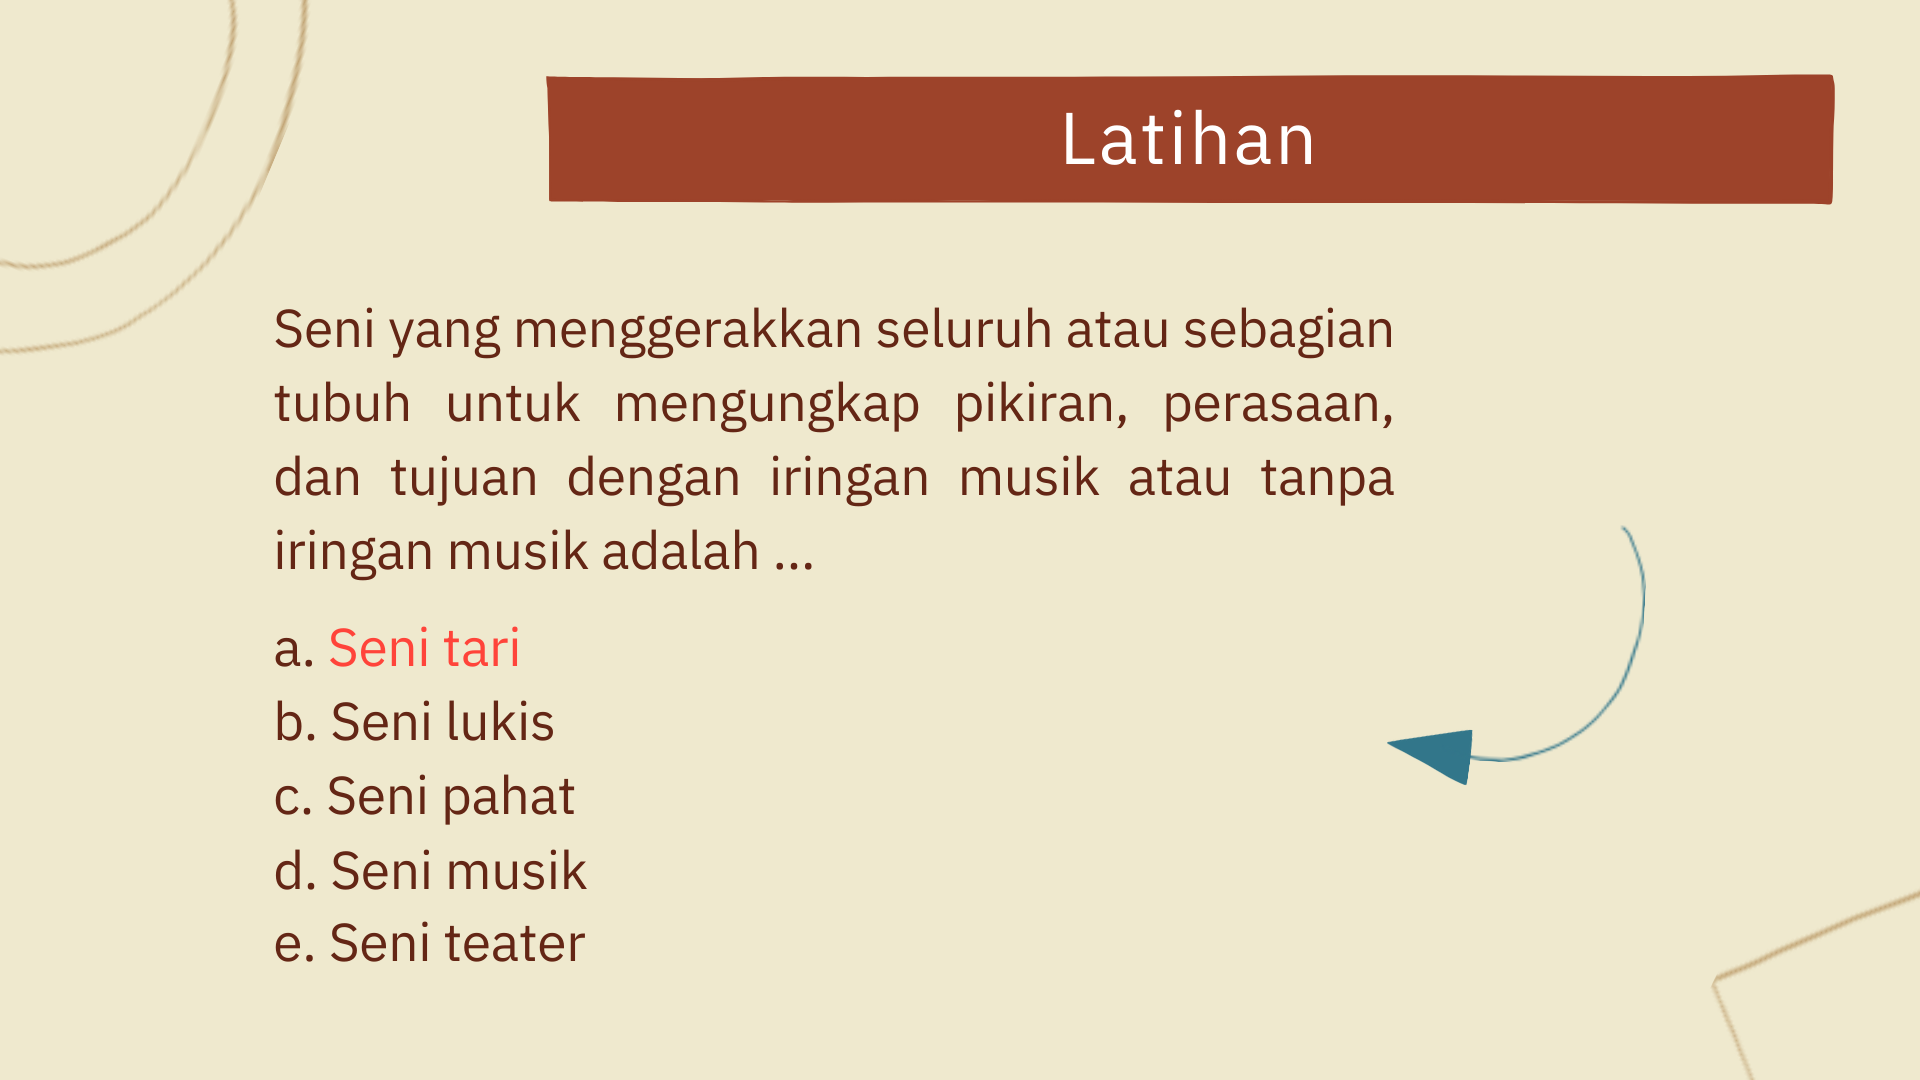 Latihan
Seni yang menggerakkan seluruh atau sebagian
tubuh untuk mengungkap pikiran, perasaan,
dan tujuan dengan iringan musik atau tanpa
iringan musik adalah ...
a. Seni tari
b. Seni lukis
c. Seni pahat
d. Seni musik
e. Seni teater